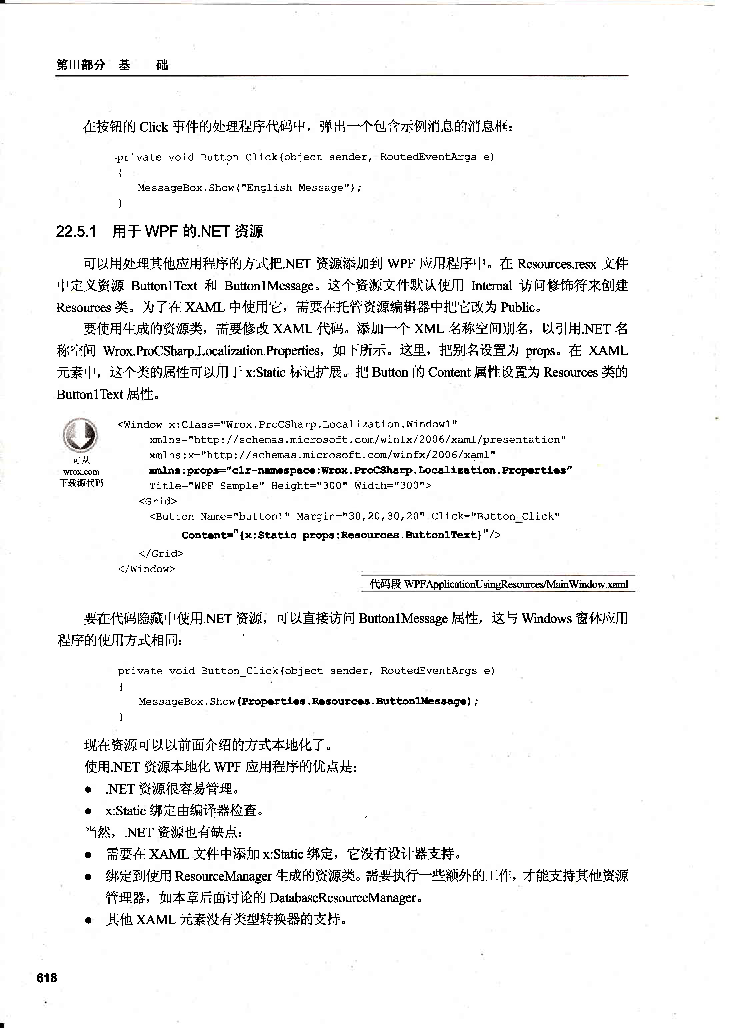 第III部分 基 础
在按钮的 Click 事件的处理程序代码中，弹出一个包含示例消息的消息框：
private void Button_Click(object sender, RoutedEventArgs e)
{
MessageBox.Show("English Message");
}
22.5.1 用于 WPF 的.NET 资源
可以用处理其他应用程序的方式把.NET 资源添加到 WPF 应用程序中。在 Resources.resx 文件
中定义资源 Button1Text 和 Button1Message。这个资源文件默认使用 Internal 访问修饰符来创建
Resources 类。为了在 XAML 中使用它，需要在托管资源编辑器中把它改为 Public。
要使用生成的资源类，需要修改 XAML 代码。添加一个 XML 名称空间别名，以引用.NET 名
称空间 Wrox.ProCSharp.Localization.Properties，如下所示。这里，把别名设置为 props。在 XAML
元素中，这个类的属性可以用于 x:Static 标记扩展。把 Button 的 Content 属性设置为 Resources 类的
Button1Text 属性。
<Window x:Class="Wrox.ProCSharp.Localization.Window1"
xmlns="http://schemas.microsoft.com/winfx/2006/xaml/presentation"
xmlns:x="http://schemas.microsoft.com/winfx/2006/xaml"
xmlns:props="clr-namespace:Wrox.ProCSharp.Localization.Properties"
Title="WPF Sample" Height="300" Width="300">
<Grid>
<Button Name="button1" Margin="30,20,30,20" Click="Button_Click"
Content="{x:Static props:Resources.Button1Text}"/>
</Grid>
</Window>
可从
wrox.com
下载源代码
代码段 WPFApplicationUsingResources/MainWindow.xaml
要在代码隐藏中使用.NET 资源，可以直接访问 Button1Message 属性，这与 Windows 窗体应用
程序的使用方式相同：
private void Button_Click(object sender, RoutedEventArgs e)
{
MessageBox.Show(Properties.Resources.Button1Message);
}
现在资源可以以前面介绍的方式本地化了。
使用.NET 资源本地化 WPF 应用程序的优点是：
● .NET 资源很容易管理。
● x:Static 绑定由编译器检查。
当然，.NET 资源也有缺点：
● 需要在 XAML 文件中添加 x:Static 绑定，它没有设计器支持。
● 绑定到使用 ResourceManager 生成的资源类。需要执行一些额外的工作，才能支持其他资源
管理器，如本章后面讨论的 DatabaseResourceManager。
● 其他 XAML 元素没有类型转换器的支持。
618